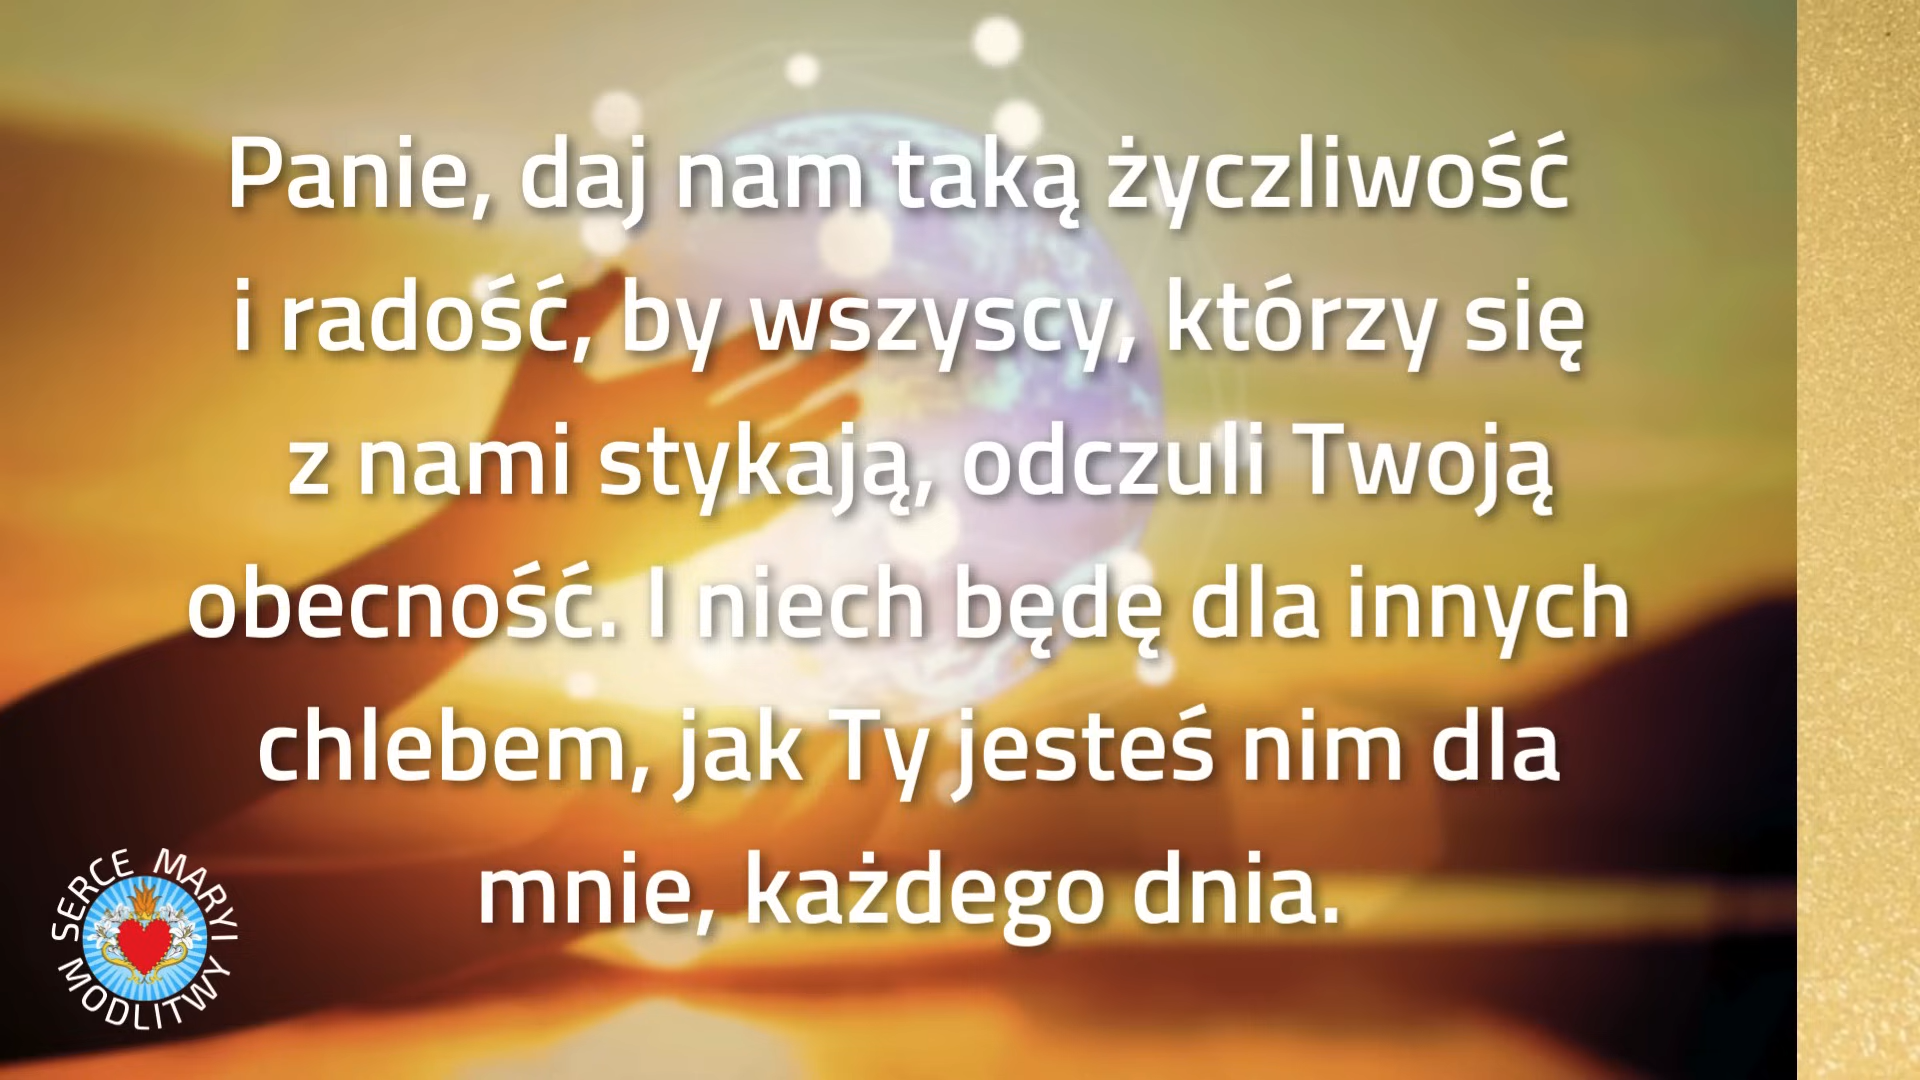 Panie, daj nam taką życzliwość
i radość, by wszyscy, którzy się
z nami stykają, odczuli Twoją
obecność. I niech będę dla innych
chlebem, jak Ty jesteś nim dla
mnie, każdego dnia.
SERCE MARYI
MODLITWY